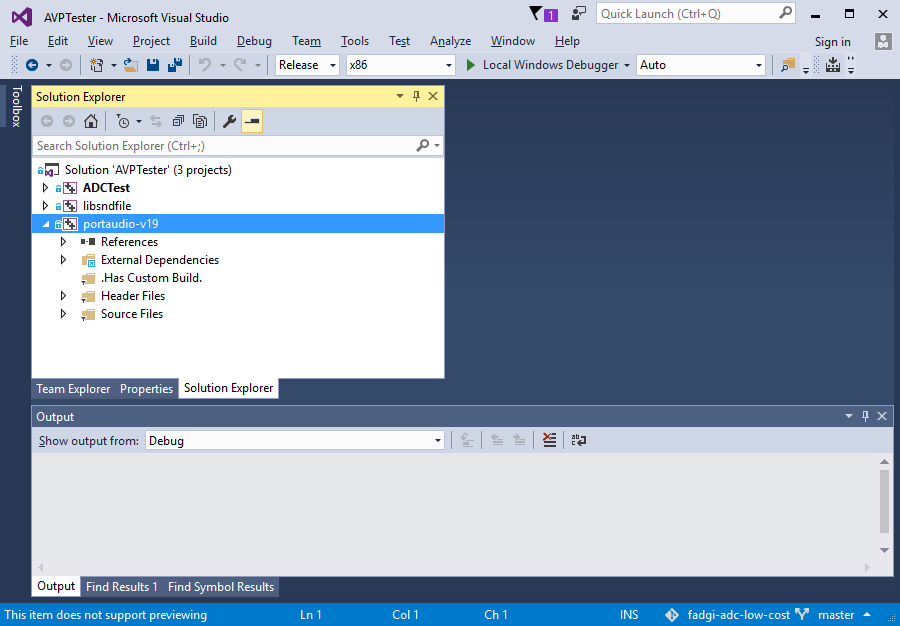 AVPTester - Microsoft Visual Studio
1
Quick Launch (Ctrl+Q)
File Edit View Project Build Debug Team Tools Test Analyze Window Help
Sign in
Release x86 Local Windows Debugger Auto
Toolbox
Solution Explorer
Search Solution Explorer (Ctrl+;)
Solution 'AVPTester' (3 projects)
ADCTest
libsndfile
portaudio-v19
References
External Dependencies
.Has Custom Build.
Header Files
Source Files
Team Explorer Properties Solution Explorer
Output
Show output from: Debug
Output Find Results 1 Find Symbol Results
This item does not support previewing Ln 1 Col 1 Ch 1 INS fadgi-adc-low-cost master